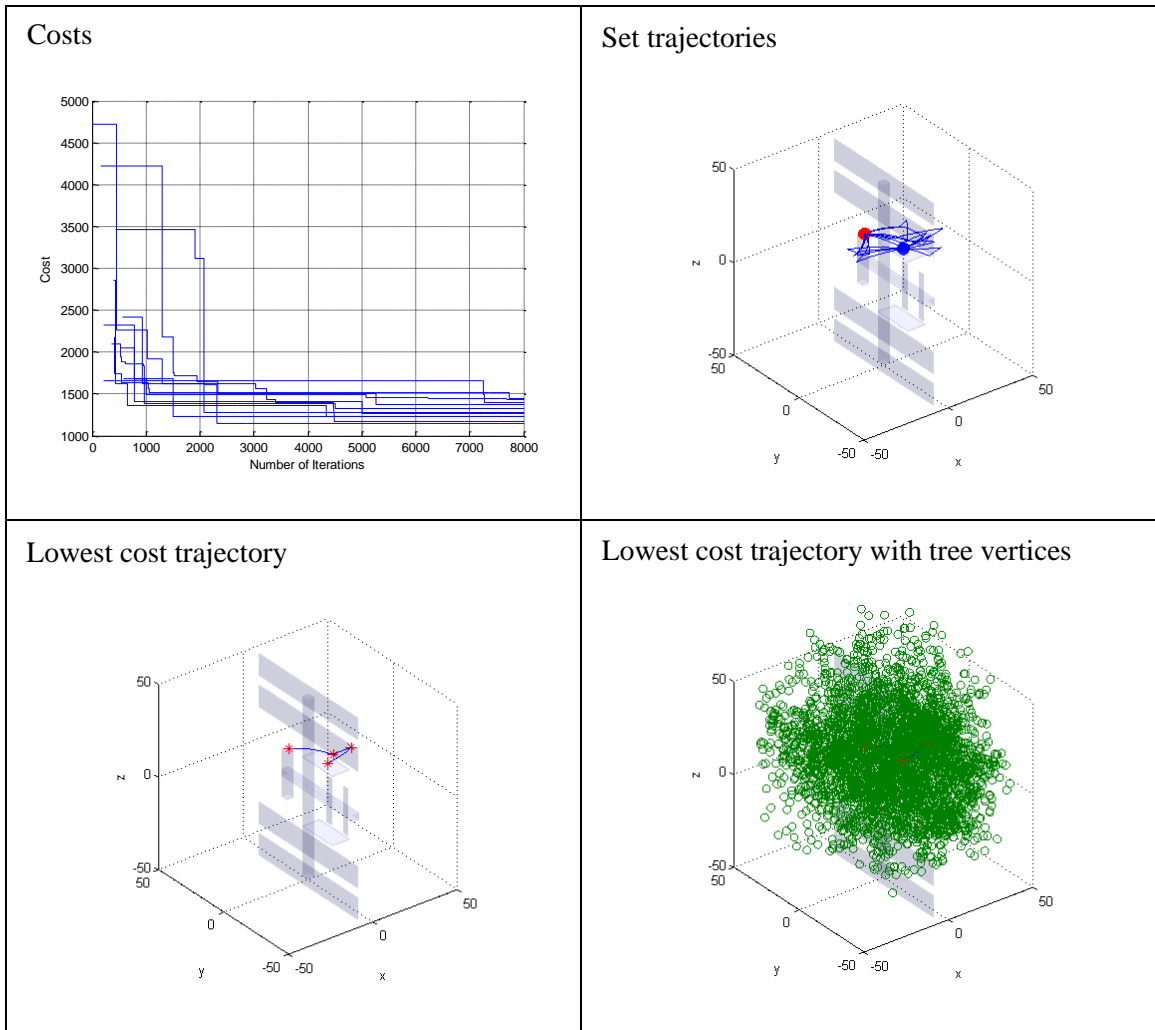 Costs
5000
4500
4000
3500
3000
2500
2000
1500
1000
0 1000 2000 3000 4000 5000 6000 7000 8000
Cost
Number of Iterations
Set trajectories
50
0
-50
50
0
-50 -50
0
50
z
y
x
Lowest cost trajectory
50
0
-50
50
0
-50 -50
0
50
z
y
x
Lowest cost trajectory with tree vertices
50
0
-50
50
0
-50 -50
0
50
z
y
x